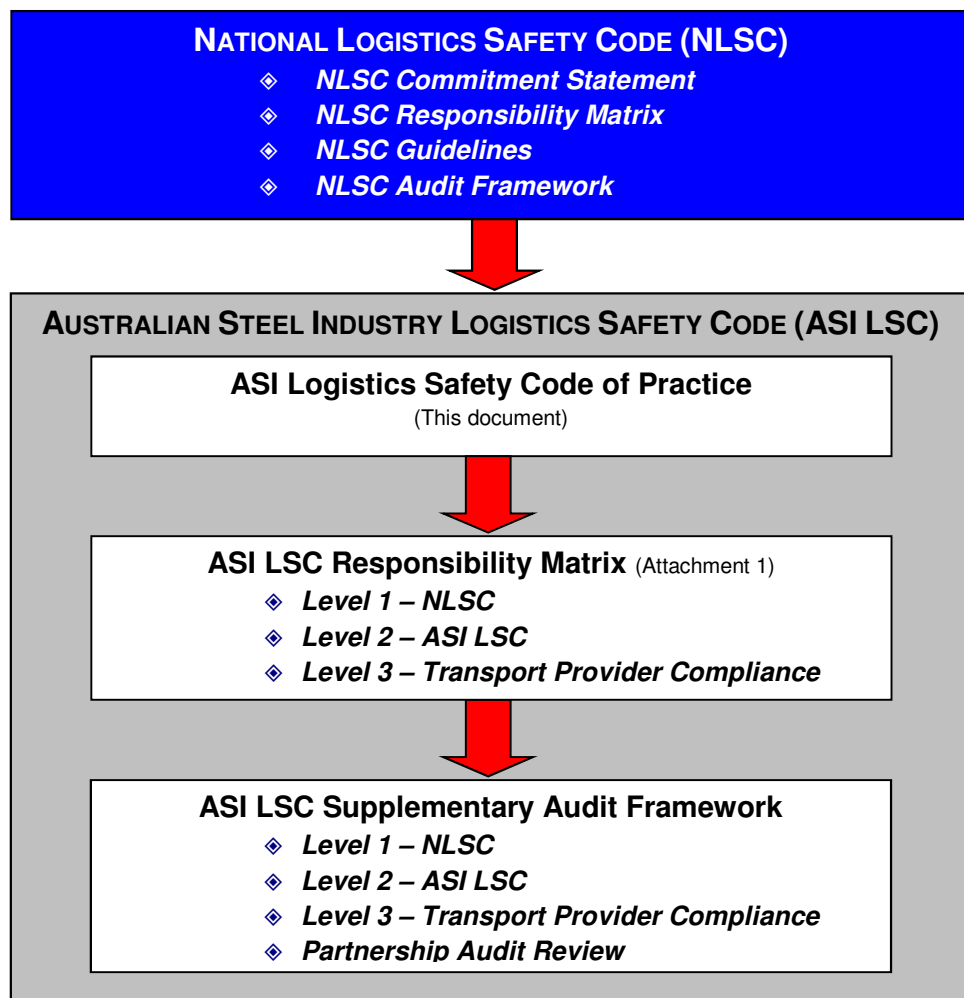 NATIONAL LOGISTICS SAFETY CODE (NLSC)
NLSC Commitment Statement
NLSC Responsibility Matrix
NLSC Guidelines
NLSC Audit Framework
AUSTRALIAN STEEL INDUSTRY LOGISTICS SAFETY CODE (ASI LSC)
ASI Logistics Safety Code of Practice
(This document)
ASI LSC Responsibility Matrix (Attachment 1)
Level 1 – NLSC
Level 2 – ASI LSC
Level 3 – Transport Provider Compliance
ASI LSC Supplementary Audit Framework
Level 1 – NLSC
Level 2 – ASI LSC
Level 3 – Transport Provider Compliance
Partnership Audit Review